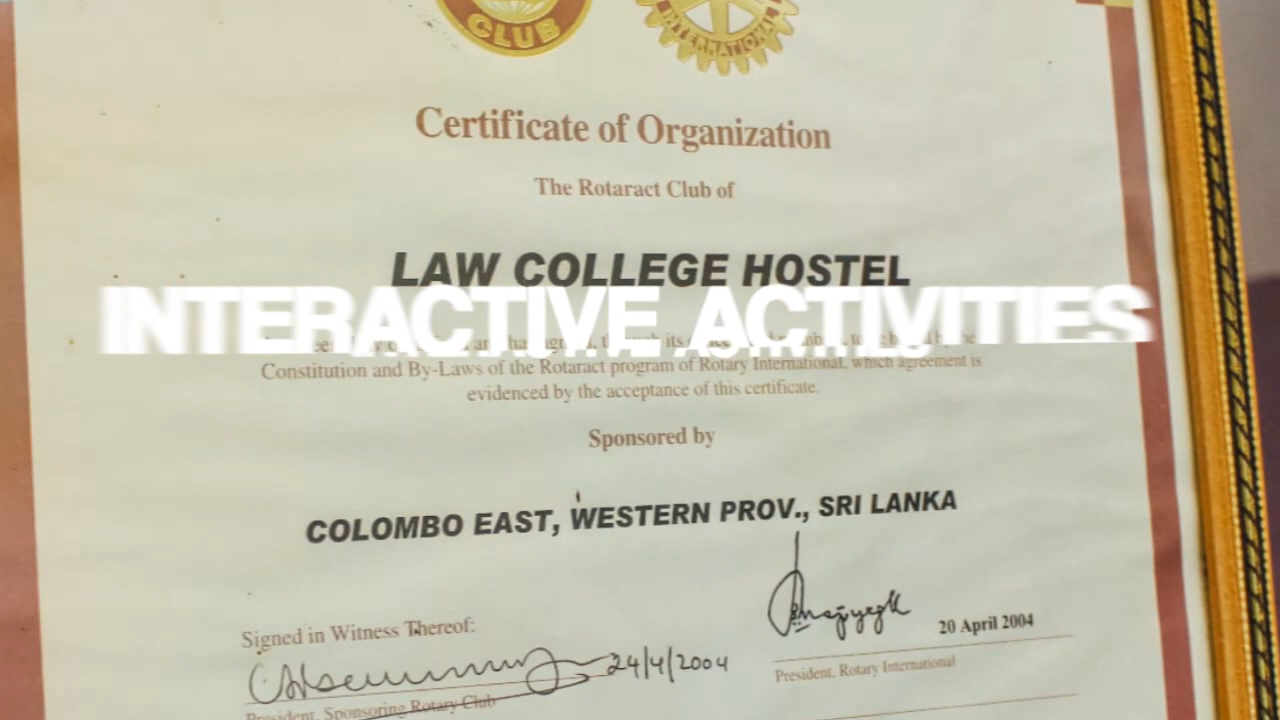 CLUB
INTERNATIONAL
Certificate of Organization
The Rotaract Club of
LAW COLLEGE HOSTEL
INTERACTIVE ACTIVITIES
Constitution and By-Laws of the Rotaract program of Rotary International, which agreement is
evidenced by the acceptance of this certificate.
Sponsored by
COLOMBO EAST, WESTERN PROV., SRI LANKA
Signed in Witness Thereof:
24/4/2004
20 April 2004
President, Rotary International
President, Sponsoring Rotary Club